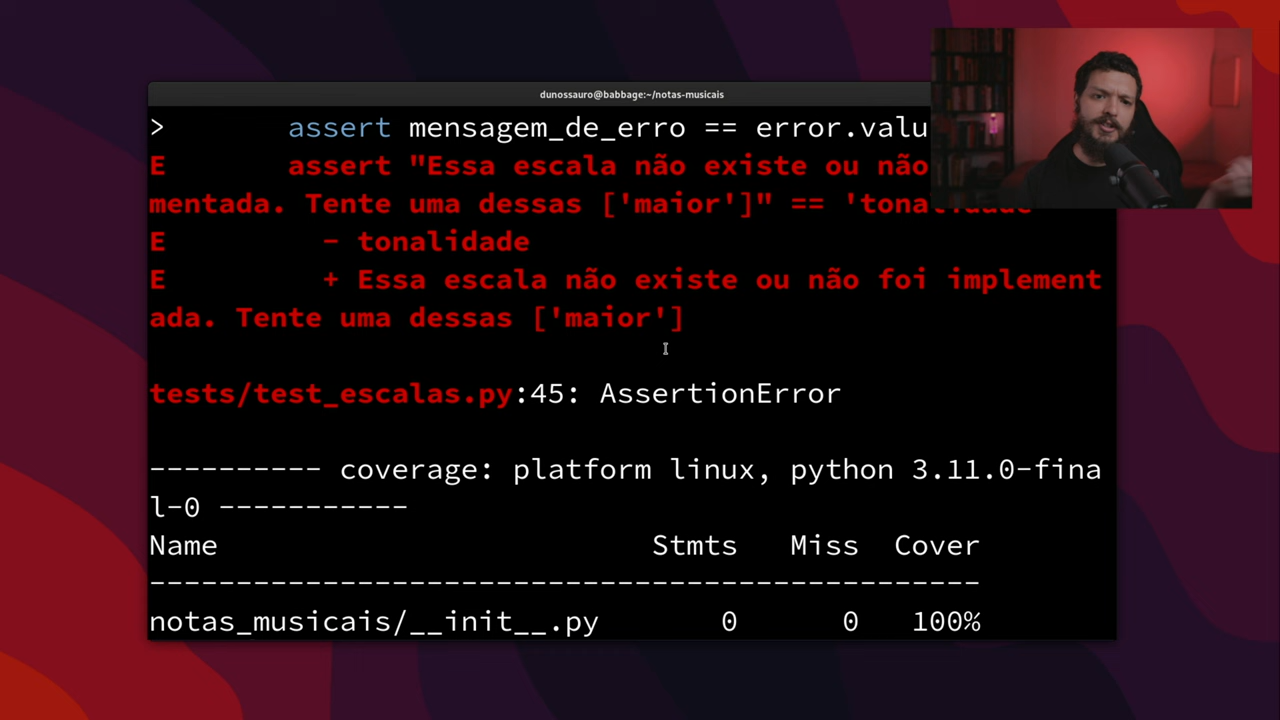 dunossauro@babbage:~/notas-musicais
> assert mensagem_de_erro == error.valu
E assert "Essa escala não existe ou não
mentada. Tente uma dessas ['maior']" == 'tonalidade
E - tonalidade
E + Essa escala não existe ou não foi implement
ada. Tente uma dessas ['maior']
tests/test_escalas.py:45: AssertionError
---------- coverage: platform linux, python 3.11.0-fina
l-0 -----------
Name Stmts Miss Cover
------------------------------------------------
notas_musicais/__init__.py 0 0 100%